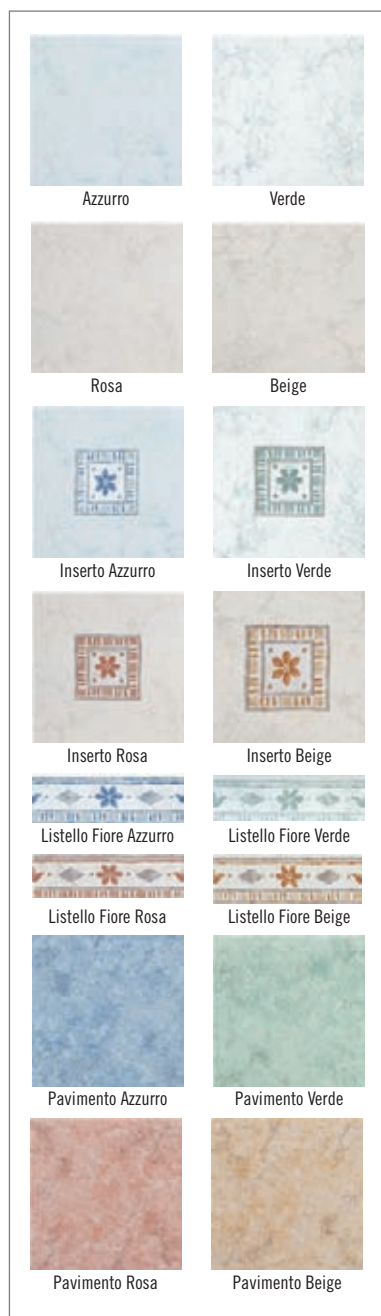 Azzurro
Verde
Rosa
Beige
Inserto Azzurro
Inserto Verde
Inserto Rosa
Inserto Beige
Listello Fiore Azzurro
Listello Fiore Verde
Listello Fiore Rosa
Listello Fiore Beige
Pavimento Azzurro
Pavimento Verde
Pavimento Rosa
Pavimento Beige